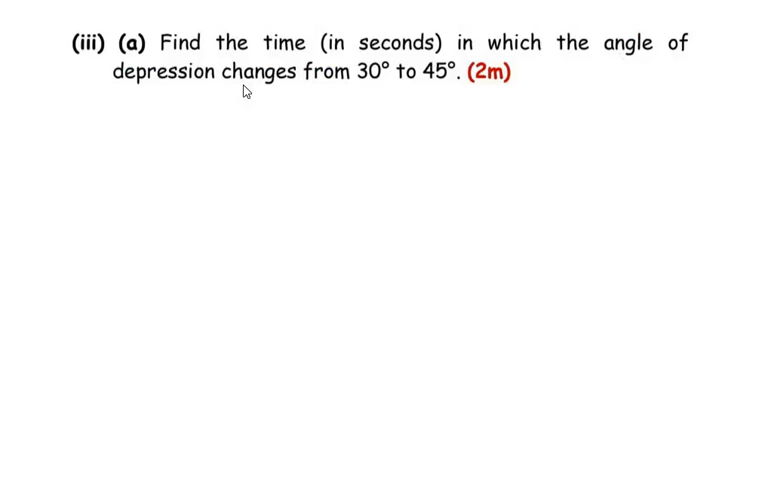 (iii) (a) Find the time (in seconds) in which the angle of
depression changes from 30° to 45°. (2m)